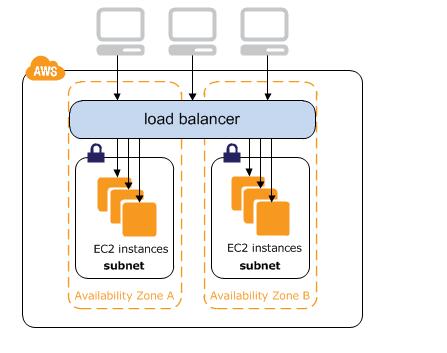 AWS
load balancer
EC2 instances
subnet
Availability Zone A
EC2 instances
subnet
Availability Zone B